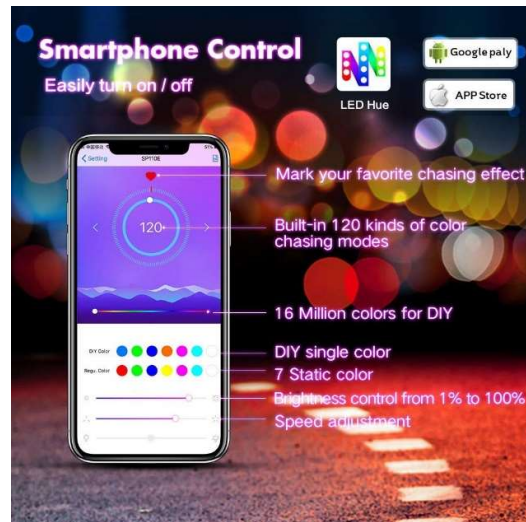 Smartphone Control
Easily turn on / off
LED Hue
Google paly
APP Store
Setting
SP110E
Mark your favorite chasing effect
120+
Built-in 120 kinds of color
chasing modes
16 Million colors for DIY
DIY Color
DIY single color
Regu. Color
7 Static color
Brightness control from 1% to 100%
Speed adjustment